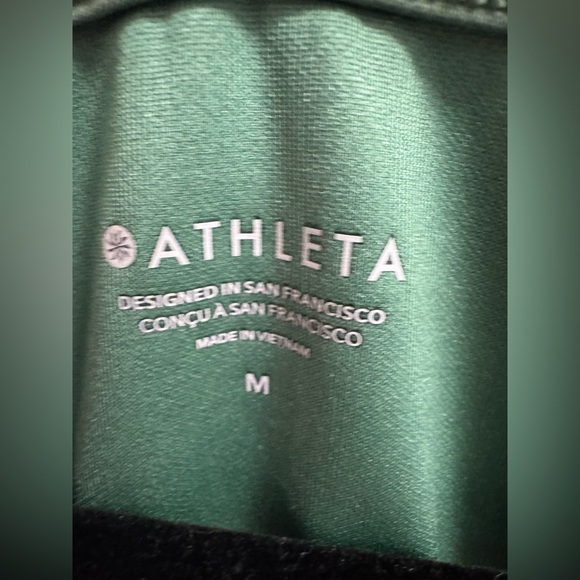 ATHLETA
DESIGNED IN SAN FRANCISCO
CONÇU À SAN FRANCISCO
MADE IN VIETNAM
M